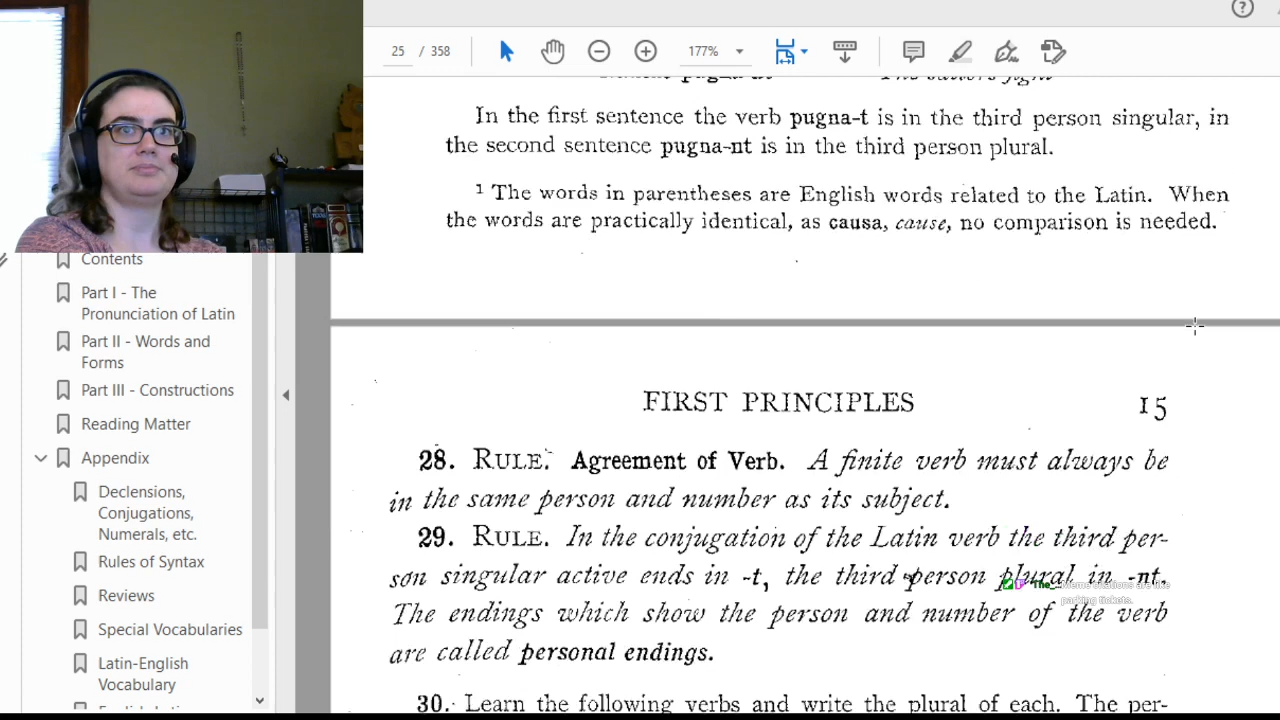 25 / 358
177%
In the first sentence the verb pugna-t is in the third person singular, in
the second sentence pugna-nt is in the third person plural.
1 The words in parentheses are English words related to the Latin. When
the words are practically identical, as causa, cause, no comparison is needed.
Contents
Part I - The
Pronunciation of Latin
Part II - Words and
Forms
Part III - Constructions
Reading Matter
Appendix
Declensions,
Conjugations,
Numerals, etc.
Rules of Syntax
Reviews
Special Vocabularies
Latin-English
Vocabulary
FIRST PRINCIPLES 15
28. RULE. Agreement of Verb. A finite verb must always be
in the same person and number as its subject.
29. RULE. In the conjugation of the Latin verb the third per-
son singular active ends in -t, the third person plural in -nt.
The endings which show the person and number of the verb
are called personal endings.
The_
parking tickets.
30. Learn the following verbs and write the plural of each. The per-